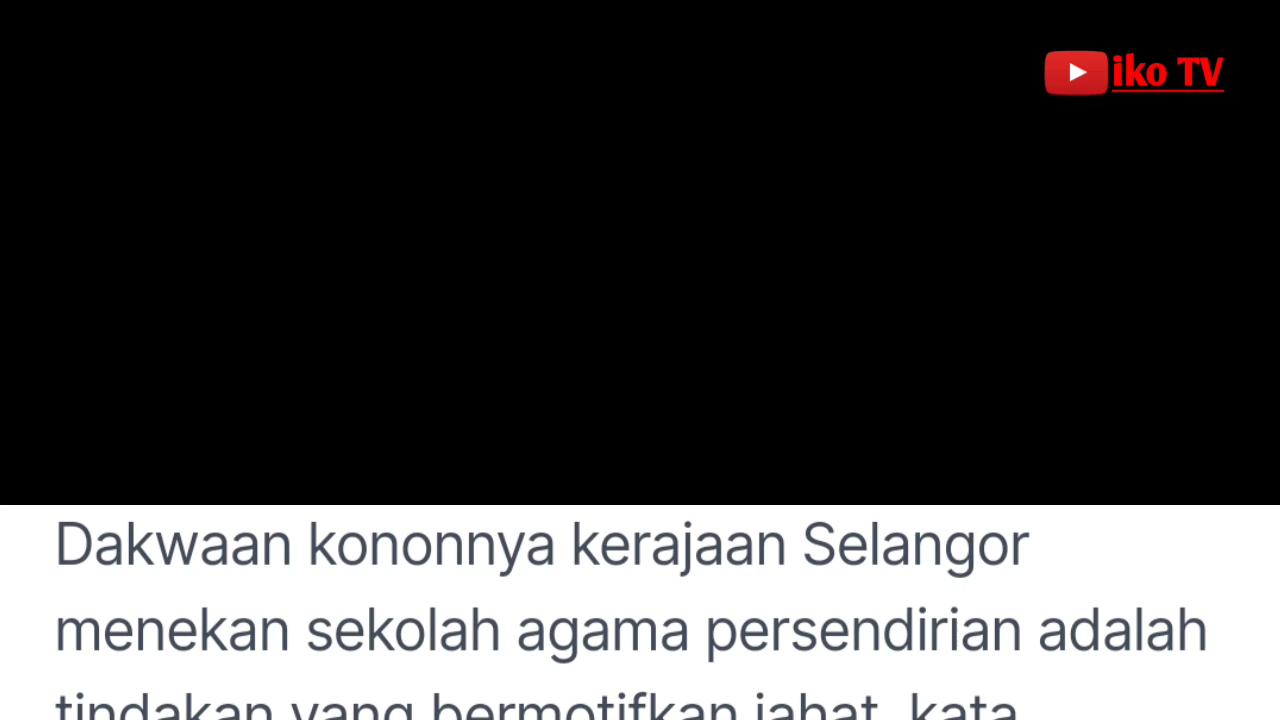 iko TV
Dakwaan kononnya kerajaan Selangor
menekan sekolah agama persendirian adalah
tindakan yang bermotifkan jahat, kata